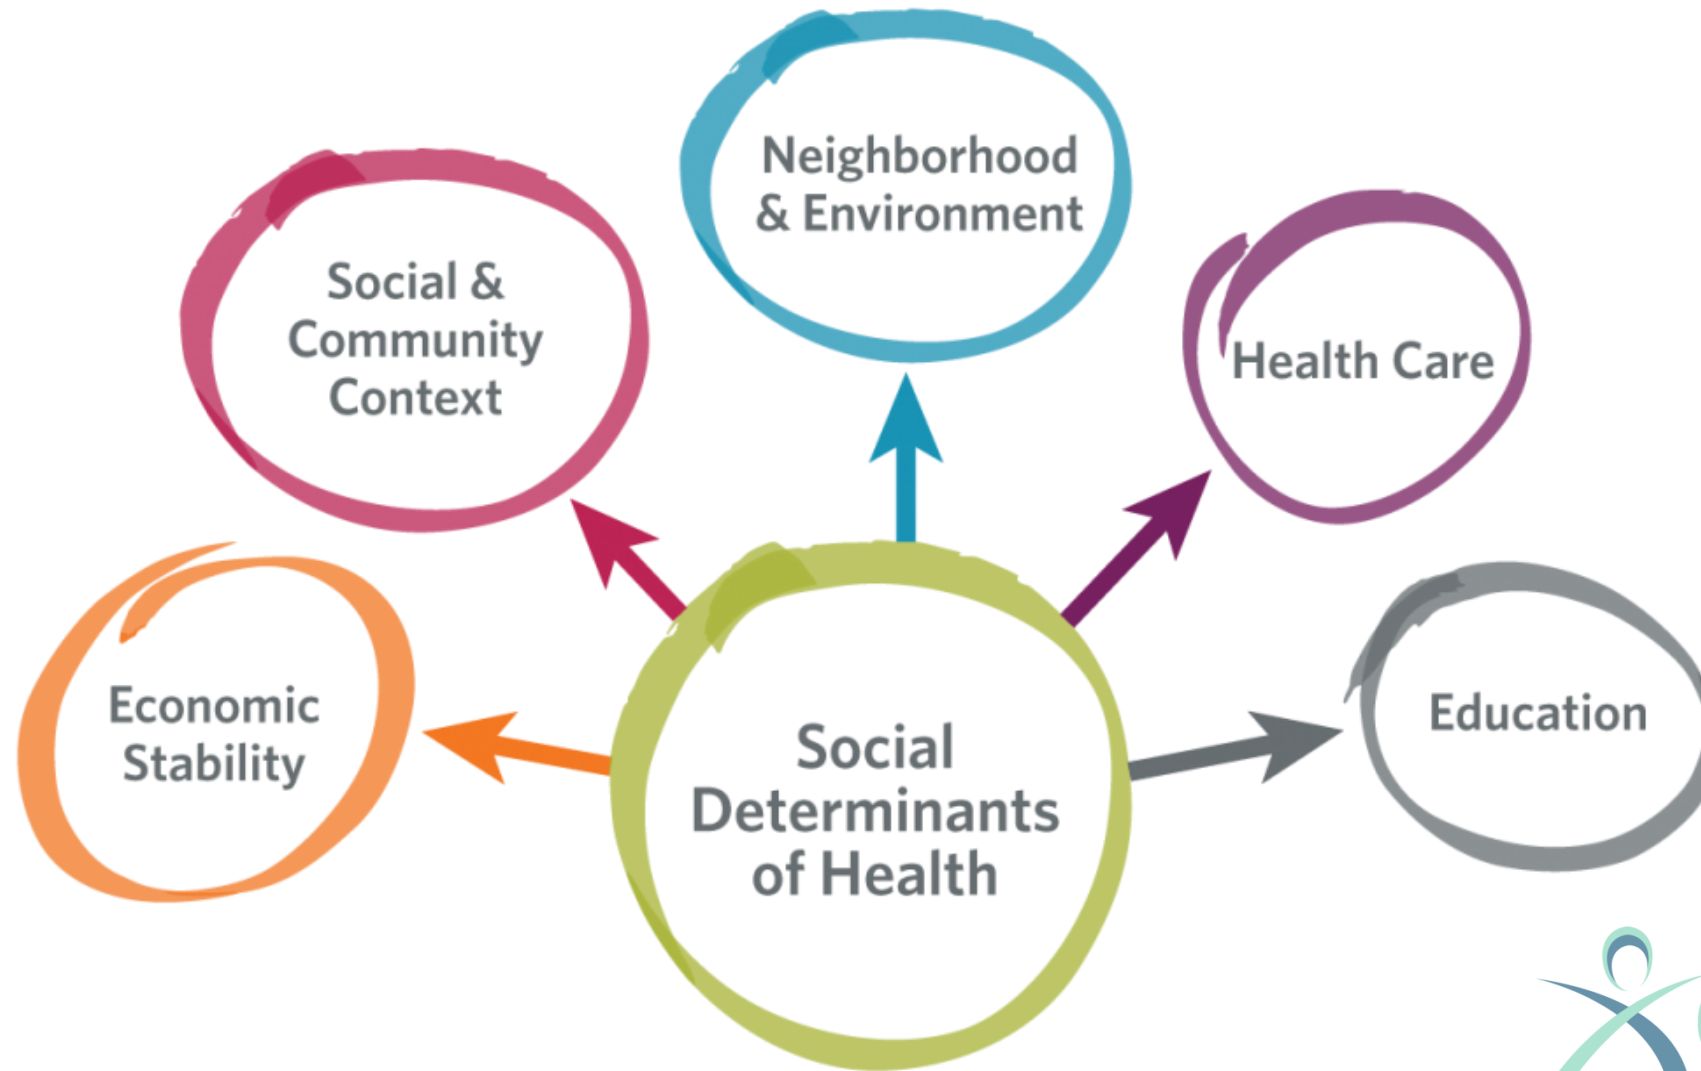 Neighborhood
& Environment
Social &
Community
Context
Health Care
Economic
Stability
Education
Social
Determinants
of Health